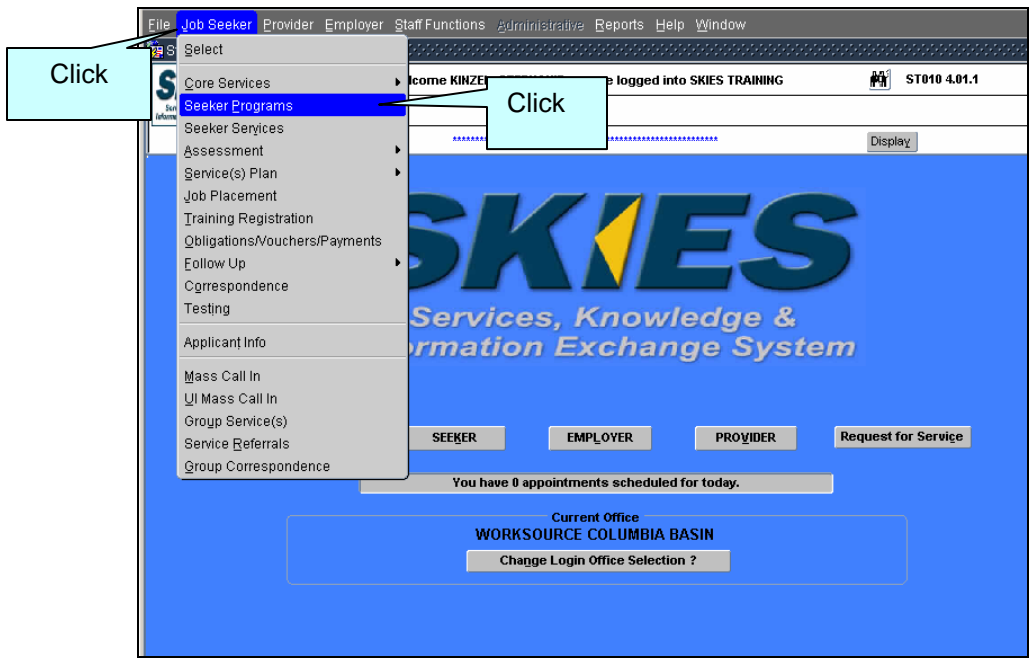 File Job Seeker Provider Employer Staff Functions Administrative Reports Help Window
Click
S
Select
Core Services
Seeker Programs
Seeker Services
Assessment
Service(s) Plan
Job Placement
Training Registration
Obligations/Vouchers/Payments
Follow Up
Correspondence
Testing
Applicant Info
Mass Call In
UI Mass Call In
Group Service(s)
Service Referrals
Group Correspondence
lcome KINZE
logged into SKIES TRAINING
ST010 4.01.1
Click
Display
SKIES
Services, Knowledge &
rmation Exchange System
SEEKER EMPLOYER PROVIDER Request for Service
You have 0 appointments scheduled for today.
Current Office
WORKSOURCE COLUMBIA BASIN
Change Login Office Selection ?